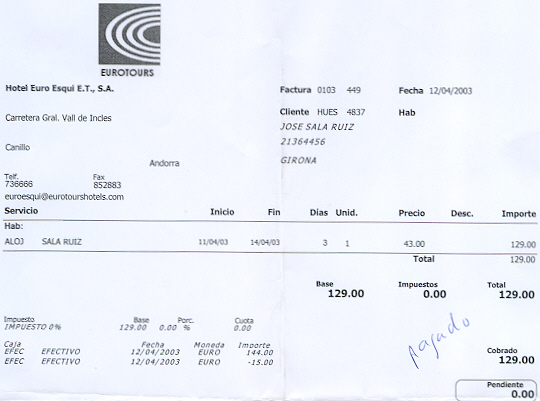 EUROTOURS
Hotel Euro Esqui E.T., S.A.
Factura 0103 449 Fecha 12/04/2003
Carretera Gral. Vall de Incles
Cliente HUES 4837 Hab
JOSE SALA RUIZ
21364456
Canillo
GIRONA
Andorra
Telf. Fax
736666 852883
euroesqui@eurotourshotels.com
Servicio Inicio Fin Días Unid. Precio Desc. Importe
Hab:
ALOJ SALA RUIZ 11/04/03 14/04/03 3 1 43.00 129.00
Total 129.00
Base Impuestos Total
129.00 0.00 129.00
Impuesto Base Porc. Cuota
IMPUESTO 0% 129.00 0.00 % 0.00
pagado
Caja Fecha Moneda Importe
EFEC EFECTIVO 12/04/2003 EURO 144.00
EFEC EFECTIVO 12/04/2003 EURO -15.00
Cobrado
129.00
Pendiente
0.00